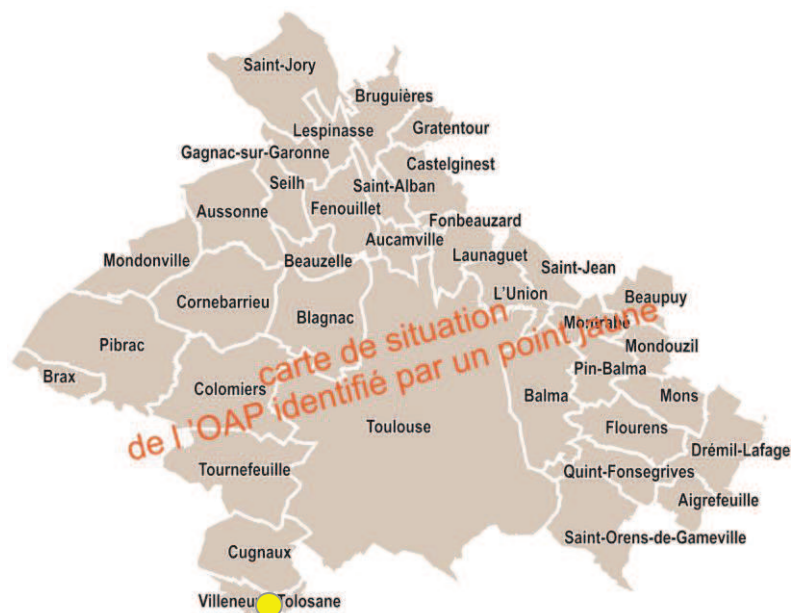 Saint-Jory
Bruguières
Lespinasse
Gratentour
Gagnac-sur-Garonne
Castelginest
Seilh
Saint-Alban
Aussonne
Fenouillet
Fonbeauzard
Aucamville
Launaguet
Mondonville
Beauzelle
Saint-Jean
L'Union
Cornebarrieu
Beaupuy
Blagnac
Montrabé
Pibrac
Mondouzil
Brax
Pin-Balma
Colomiers
Balma
Mons
carte de situation
de l 'OAP identifié par un point jaune
Toulouse
Flourens
Drémil-Lafage
Tournefeuille
Quint-Fonsegrives
Aigrefeuille
Saint-Orens-de-Gameville
Cugnaux
Tolosane